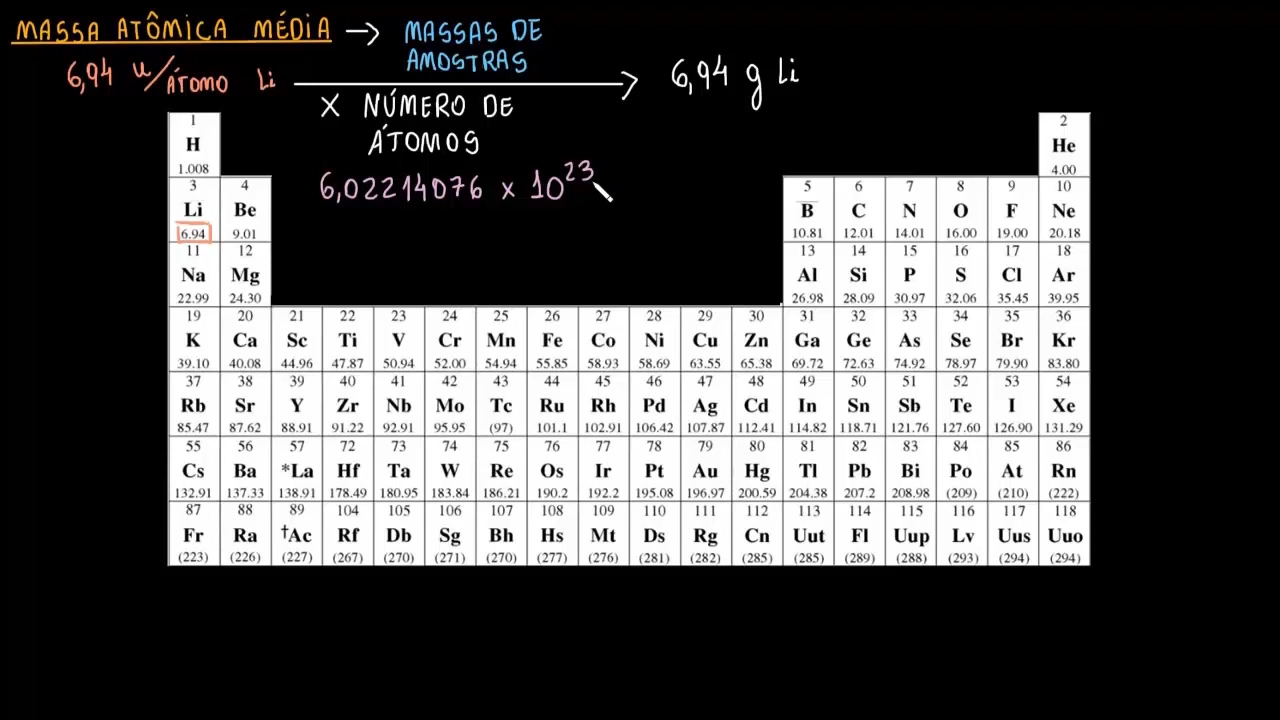 MASSA ATÔMICA MÉDIA → MASSAS DE AMOSTRAS
6,94 u/ÁTOMO Li → 6,94 g Li
X NÚMERO DE
ÁTOMOS
6,02214076 × 10²³
1 2
H He
1.008 4.00
3 4 5 6 7 8 9 10
Li Be B C N O F Ne
6.94 9.01 10.81 12.01 14.01 16.00 19.00 20.18
11 12 13 14 15 16 17 18
Na Mg Al Si P S Cl Ar
22.99 24.30 26.98 28.09 30.97 32.06 35.45 39.95
19 20 21 22 23 24 25 26 27 28 29 30 31 32 33 34 35 36
K Ca Sc Ti V Cr Mn Fe Co Ni Cu Zn Ga Ge As Se Br Kr
39.10 40.08 44.96 47.87 50.94 52.00 54.94 55.85 58.93 58.69 63.55 65.38 69.72 72.63 74.92 78.97 79.90 83.80
37 38 39 40 41 42 43 44 45 46 47 48 49 50 51 52 53 54
Rb Sr Y Zr Nb Mo Tc Ru Rh Pd Ag Cd In Sn Sb Te I Xe
85.47 87.62 88.91 91.22 92.91 95.95 (97) 101.1 102.91 106.42 107.87 112.41 114.82 118.71 121.76 127.60 126.90 131.29
55 56 57 72 73 74 75 76 77 78 79 80 81 82 83 84 85 86
Cs Ba *La Hf Ta W Re Os Ir Pt Au Hg Tl Pb Bi Po At Rn
132.91 137.33 138.91 178.49 180.95 183.84 186.21 190.2 192.2 195.08 196.97 200.59 204.38 207.2 208.98 (209) (210) (222)
87 88 89 104 105 106 107 108 109 110 111 112 113 114 115 116 117 118
Fr Ra †Ac Rf Db Sg Bh Hs Mt Ds Rg Cn Uut Fl Uup Lv Uus Uuo
(223) (226) (227) (267) (270) (271) (270) (277) (276) (281) (282) (285) (285) (289) (288) (293) (294) (294)